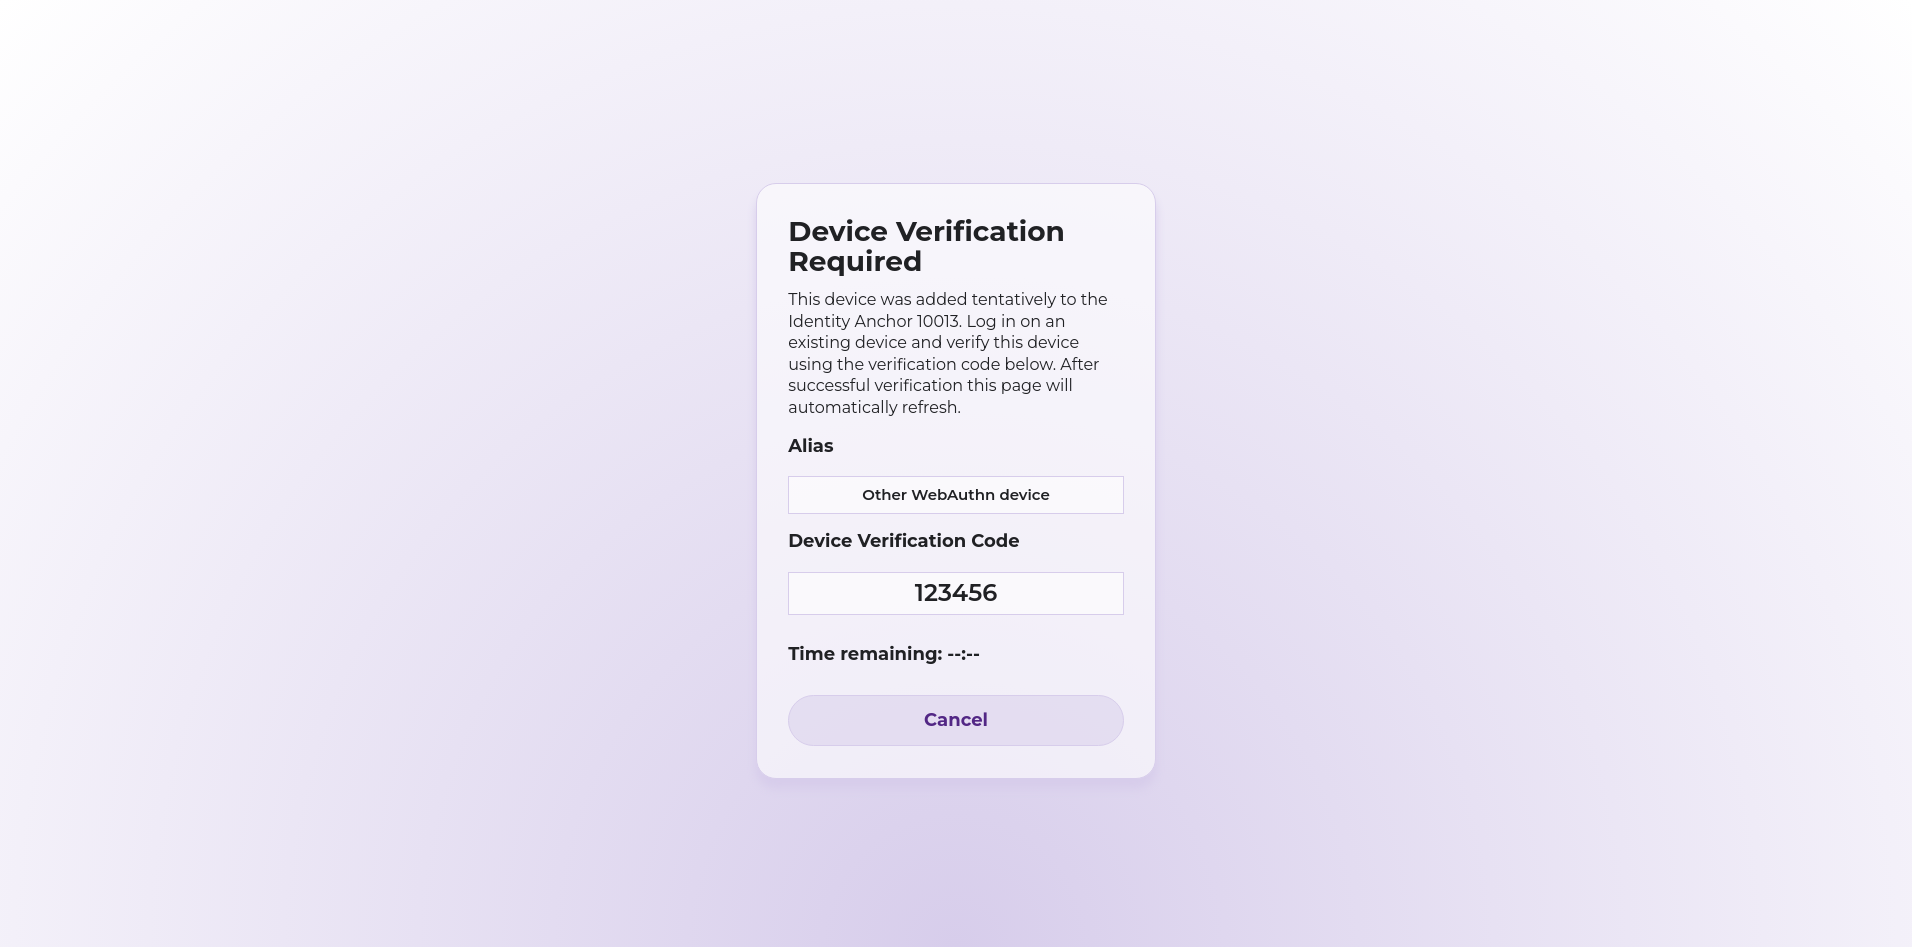 Device Verification
Required
This device was added tentatively to the
Identity Anchor 10013. Log in on an
existing device and verify this device
using the verification code below. After
successful verification this page will
automatically refresh.
Alias
Other WebAuthn device
Device Verification Code
123456
Time remaining: --:--
Cancel